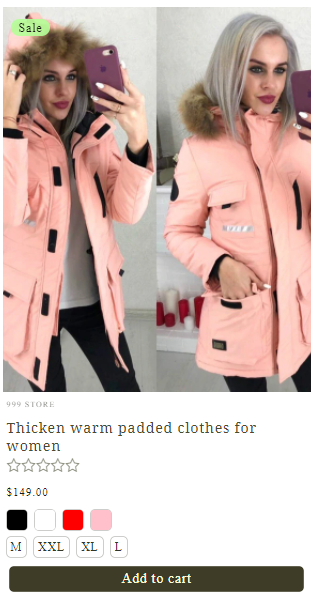 Sale
999 STORE
Thicken warm padded clothes for
women
$149.00
M XXL XL L
Add to cart